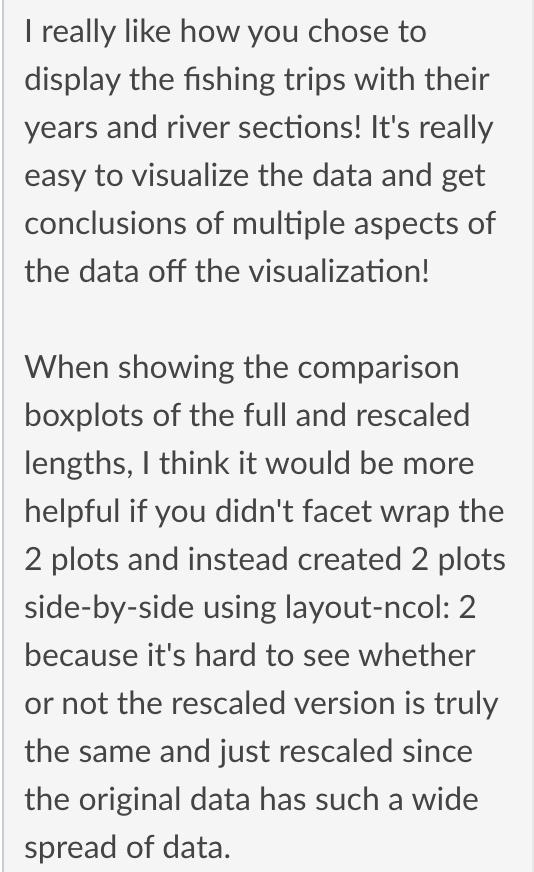 I really like how you chose to
display the fishing trips with their
years and river sections! It's really
easy to visualize the data and get
conclusions of multiple aspects of
the data off the visualization!
When showing the comparison
boxplots of the full and rescaled
lengths, I think it would be more
helpful if you didn't facet wrap the
2 plots and instead created 2 plots
side-by-side using layout-ncol: 2
because it's hard to see whether
or not the rescaled version is truly
the same and just rescaled since
the original data has such a wide
spread of data.